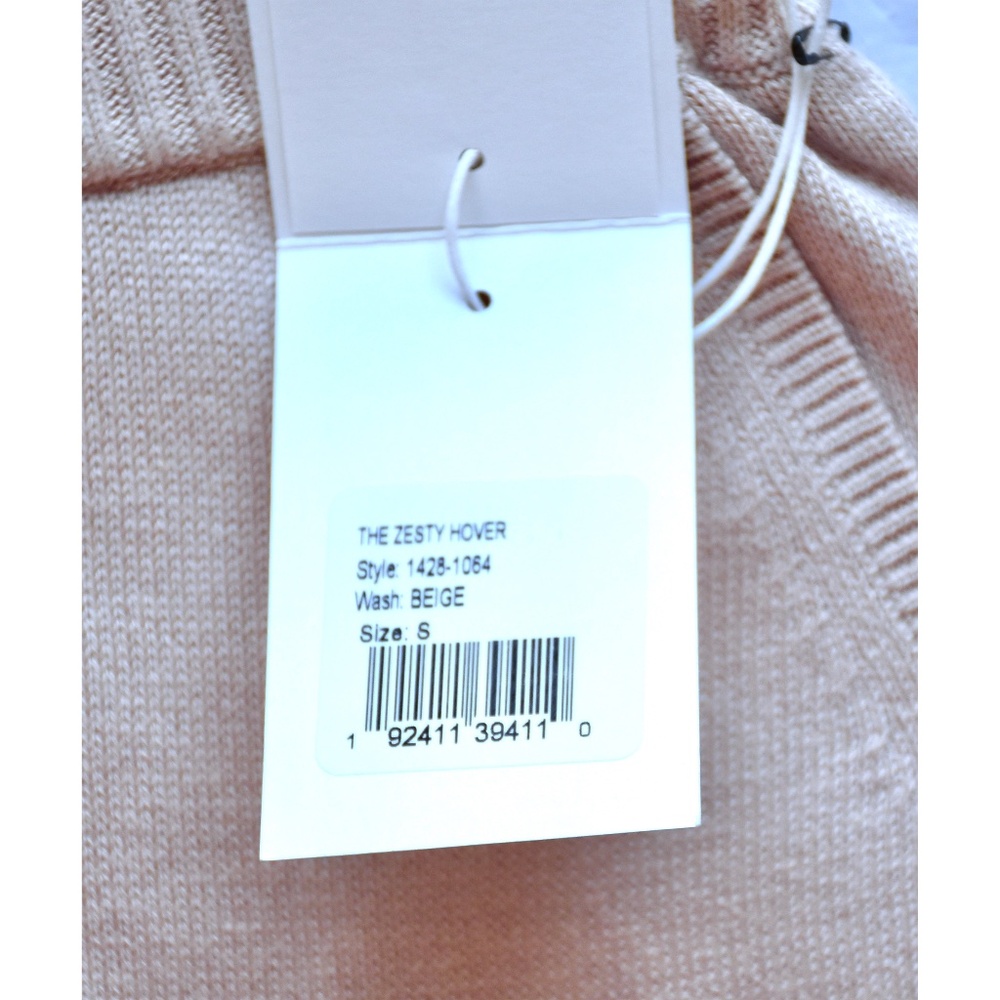 THE ZESTY HOVER
Style: 1428-1064
Wash: BEIGE
Size: S
1 92411 39411 0